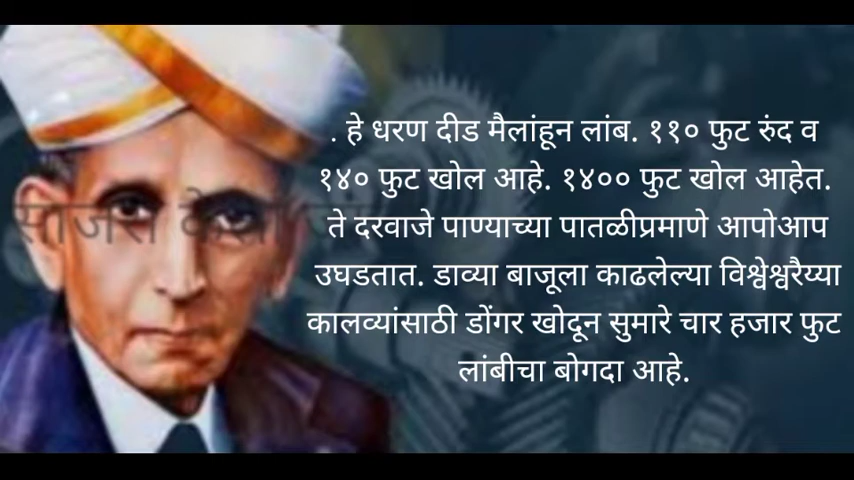 . हे धरण दीड मैलांहून लांब. ११० फुट रुंद व
१४० फुट खोल आहे. १४०० फुट खोल आहेत.
ते दरवाजे पाण्याच्या पातळीप्रमाणे आपोआप
उघडतात. डाव्या बाजूला काढलेल्या विश्वेश्वरैय्या
कालव्यांसाठी डोंगर खोदून सुमारे चार हजार फुट
लांबीचा बोगदा आहे.